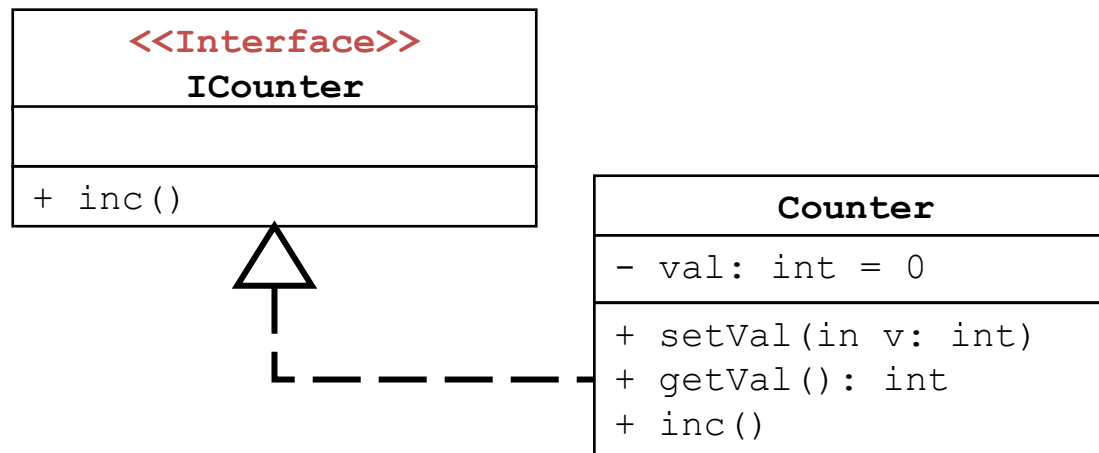 <<Interface>>
ICounter
+ inc()
Counter
- val: int = 0
+ setVal(in v: int)
+ getVal(): int
+ inc()